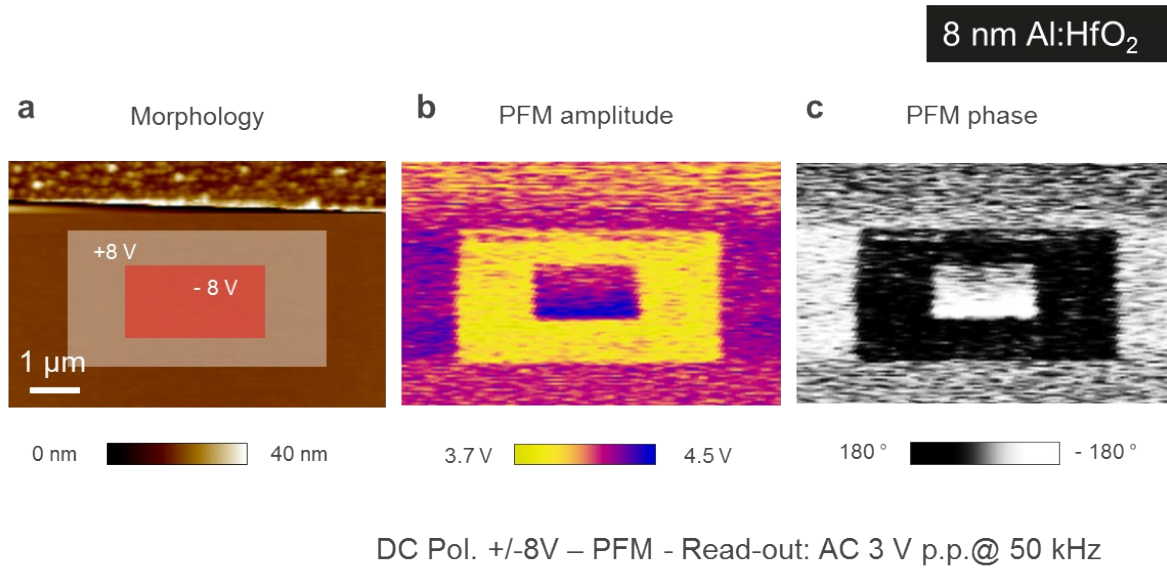 8 nm Al:HfO₂
a Morphology
b PFM amplitude
c PFM phase
+8 V
- 8 V
1 µm
0 nm 40 nm
3.7 V 4.5 V
180 ° - 180 °
DC Pol. +/-8V – PFM - Read-out: AC 3 V p.p.@ 50 kHz